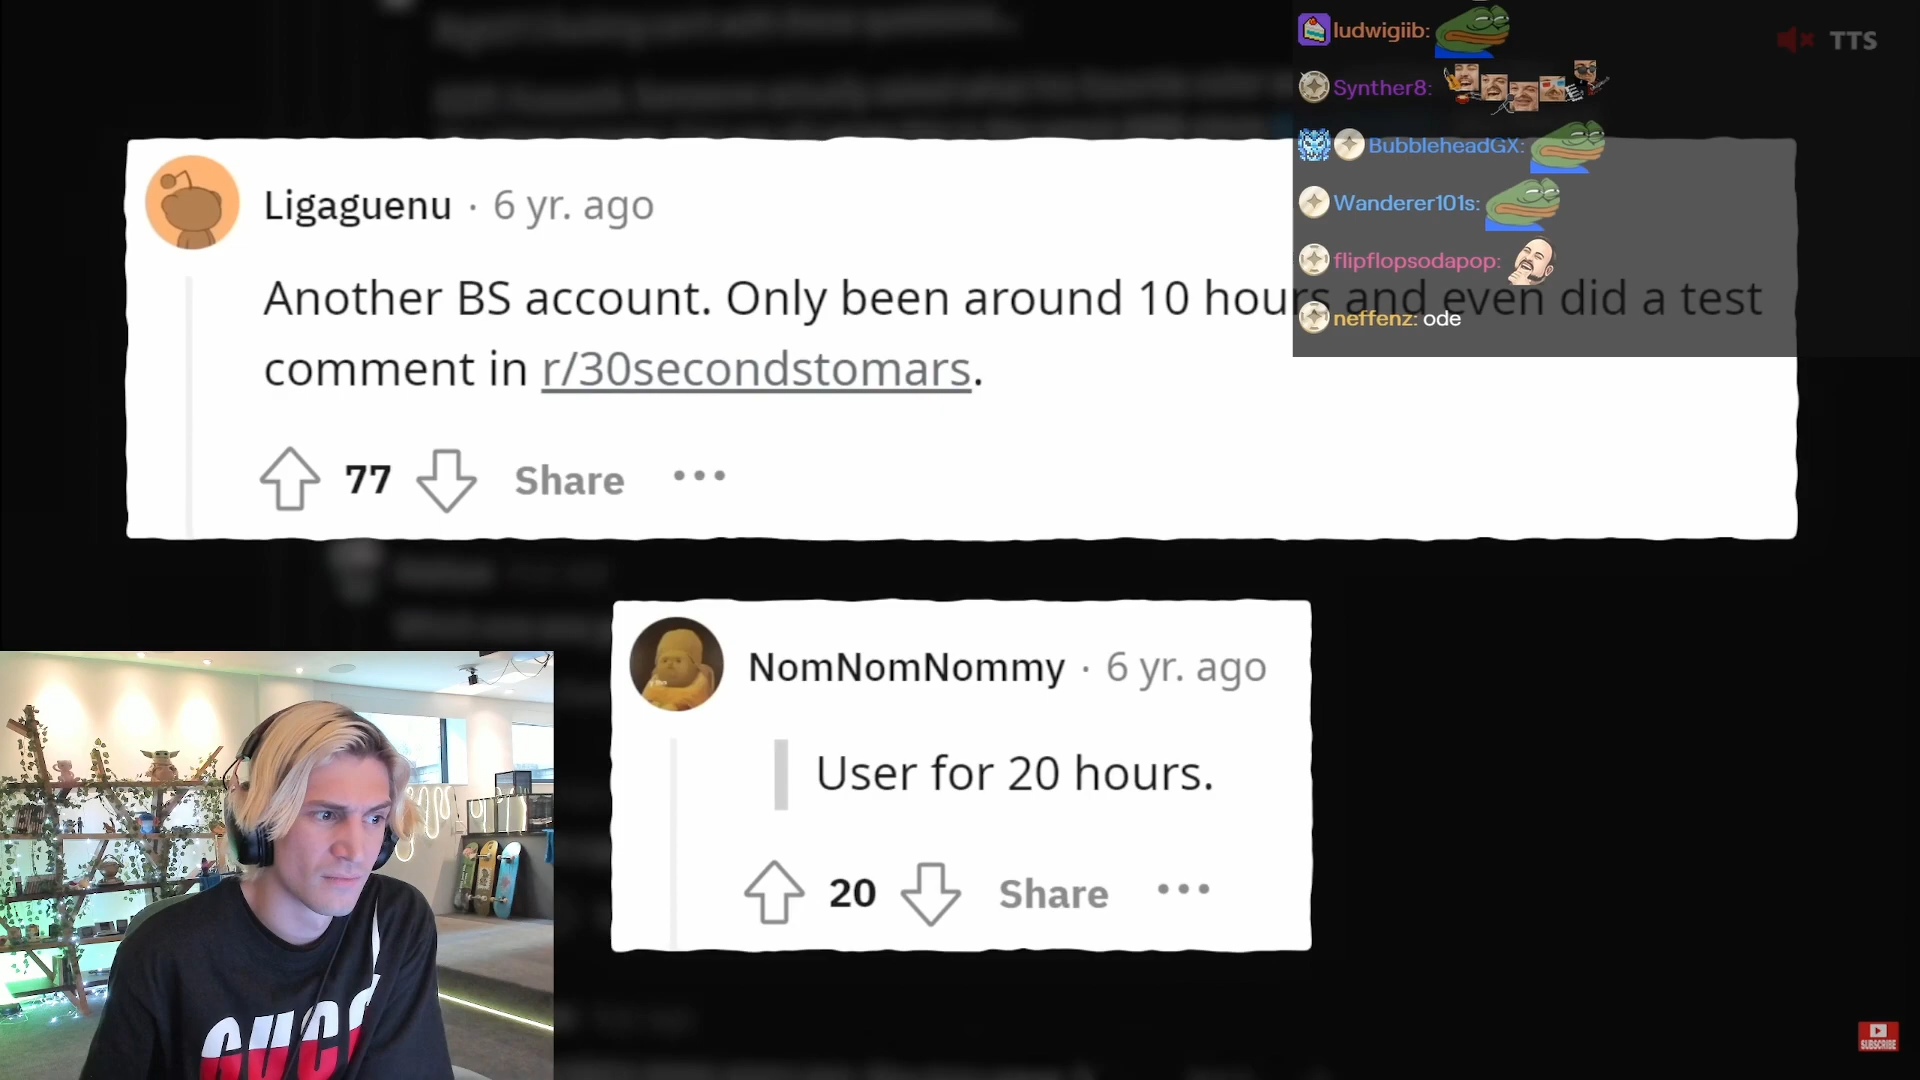 ludwigiib:
TTS
Synther8:
BubbleheadGX:
Wanderer101s:
flipflopsodapop:
neffenz: ode
Ligaguenu · 6 yr. ago
Another BS account. Only been around 10 hours and even did a test
comment in r/30secondstomars.
77 Share
NomNomNommy · 6 yr. ago
User for 20 hours.
20 Share
GUCC
SUBSCRIBE